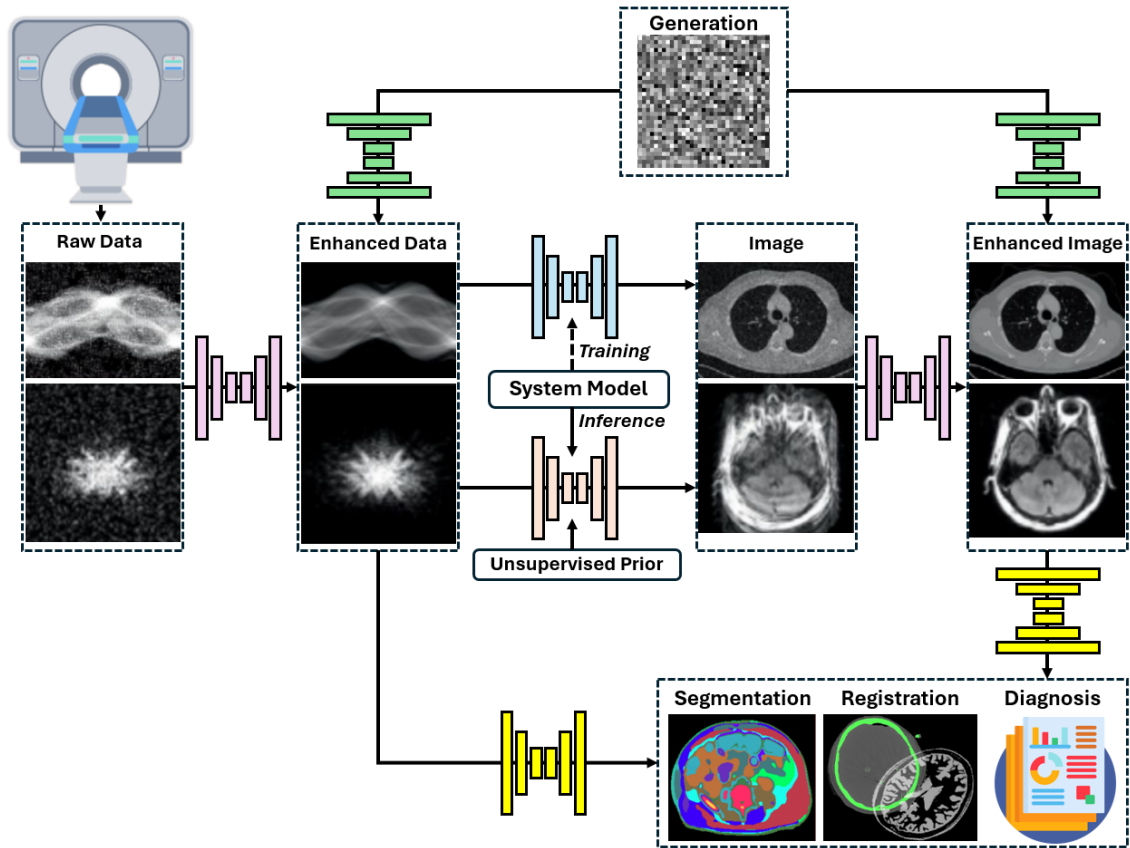 Generation
Raw Data
Enhanced Data
Image
Enhanced Image
Training
System Model
Inference
Unsupervised Prior
Segmentation
Registration
Diagnosis